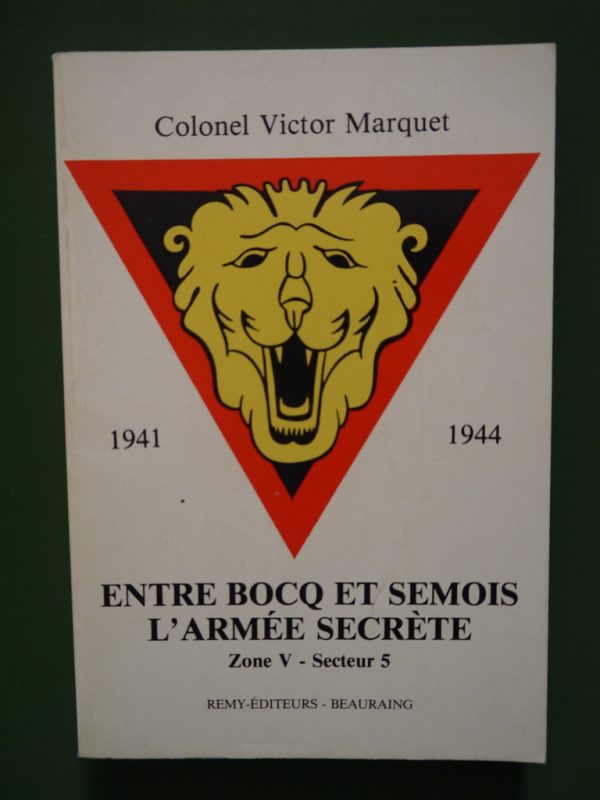 Colonel Victor Marquet
1941
1944
ENTRE BOCQ ET SEMOIS
L'ARMÉE SECRÈTE
Zone V - Secteur 5
REMY-ÉDITEURS - BEAURAING